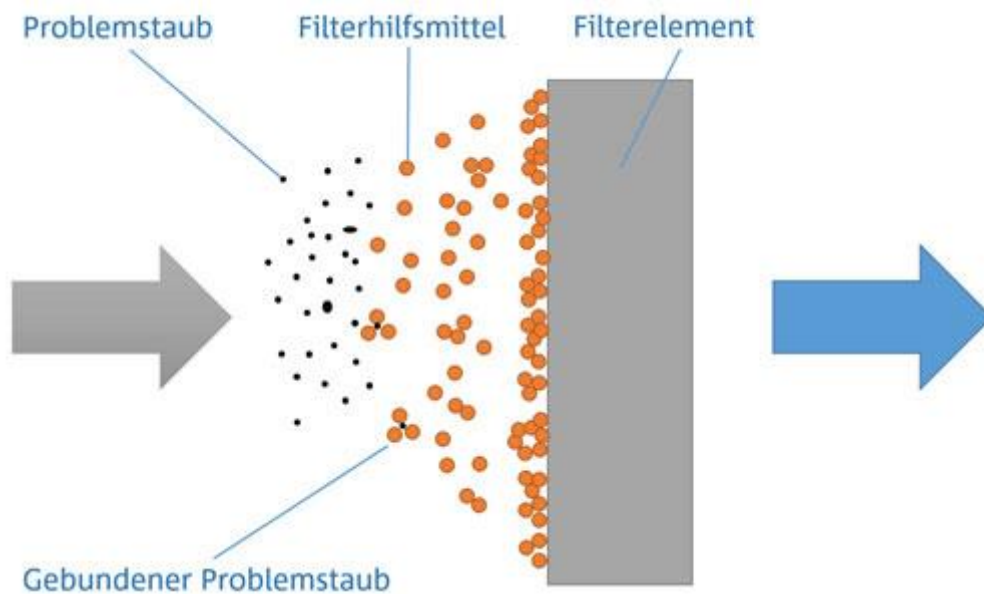 Problemstaub
Filterhilfsmittel
Filterelement
Gebundener Problemstaub